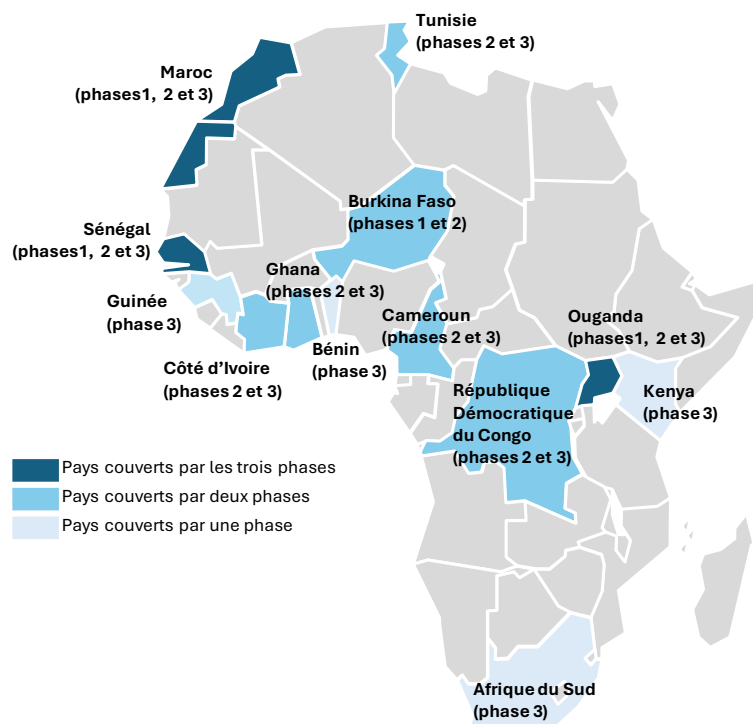 Tunisie
(phases 2 et 3)
Maroc
(phases1, 2 et 3)
Burkina Faso
(phases 1 et 2)
Sénégal
(phases1, 2 et 3)
Ghana
(phases 2 et 3)
Guinée
(phase 3)
Cameroun
(phases 2 et 3)
Ouganda
(phases1, 2 et 3)
Bénin
(phase 3)
Côté d'Ivoire
(phases 2 et 3)
République
Démocratique
du Congo
(phases 2 et 3)
Kenya
(phase 3)
Pays couverts par les trois phases
Pays couverts par deux phases
Pays couverts par une phase
Afrique du Sud
(phase 3)